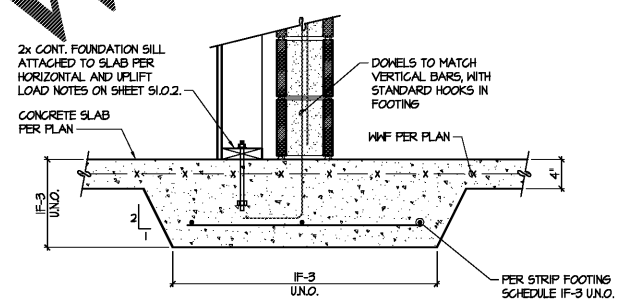 2x CONT. FOUNDATION SILL
ATTACHED TO SLAB PER
HORIZONTAL AND UPLIFT
LOAD NOTES ON SHEET S1.0.2.
CONCRETE SLAB
PER PLAN
DOWELS TO MATCH
VERTICAL BARS, WITH
STANDARD HOOKS IN
FOOTING
WWF PER PLAN
X X X X X X X
IF-3
U.N.O.
2
1
4"
IF-3
U.N.O.
PER STRIP FOOTING
SCHEDULE IF-3 U.N.O.